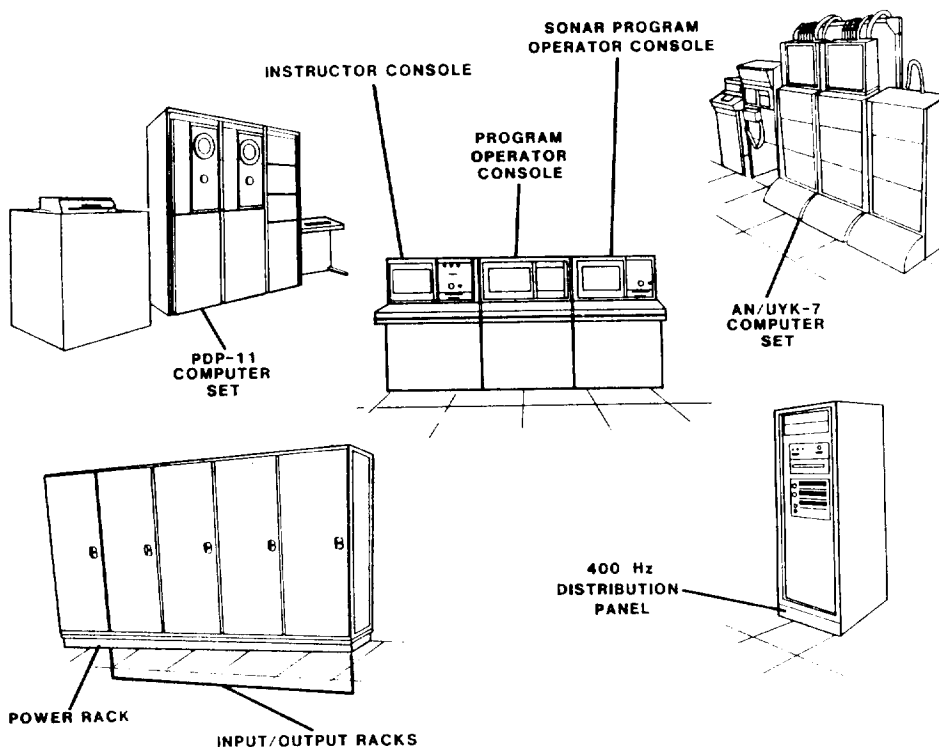 SONAR PROGRAM
OPERATOR CONSOLE
INSTRUCTOR CONSOLE
PROGRAM
OPERATOR
CONSOLE
PDP-11
COMPUTER
SET
AN/UYK-7
COMPUTER
SET
400 Hz
DISTRIBUTION
PANEL
POWER RACK
INPUT/OUTPUT RACKS